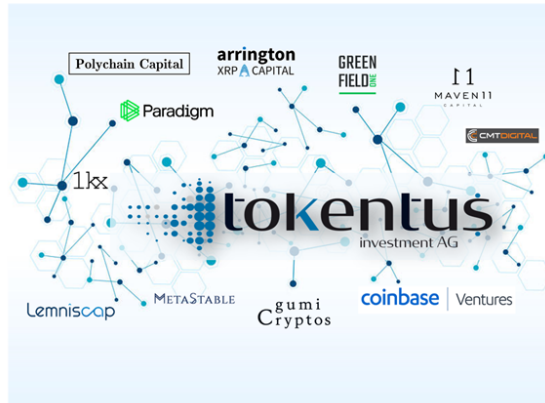 Polychain Capital
arrington
XRP CAPITAL
GREEN
FIELD ONE
MAVEN11
CAPITAL
Paradigm
CMTDIGITAL
1kx
tokentus
investment AG
Lemniscap
METASTABLE
gumi
Cryptos
coinbase | Ventures